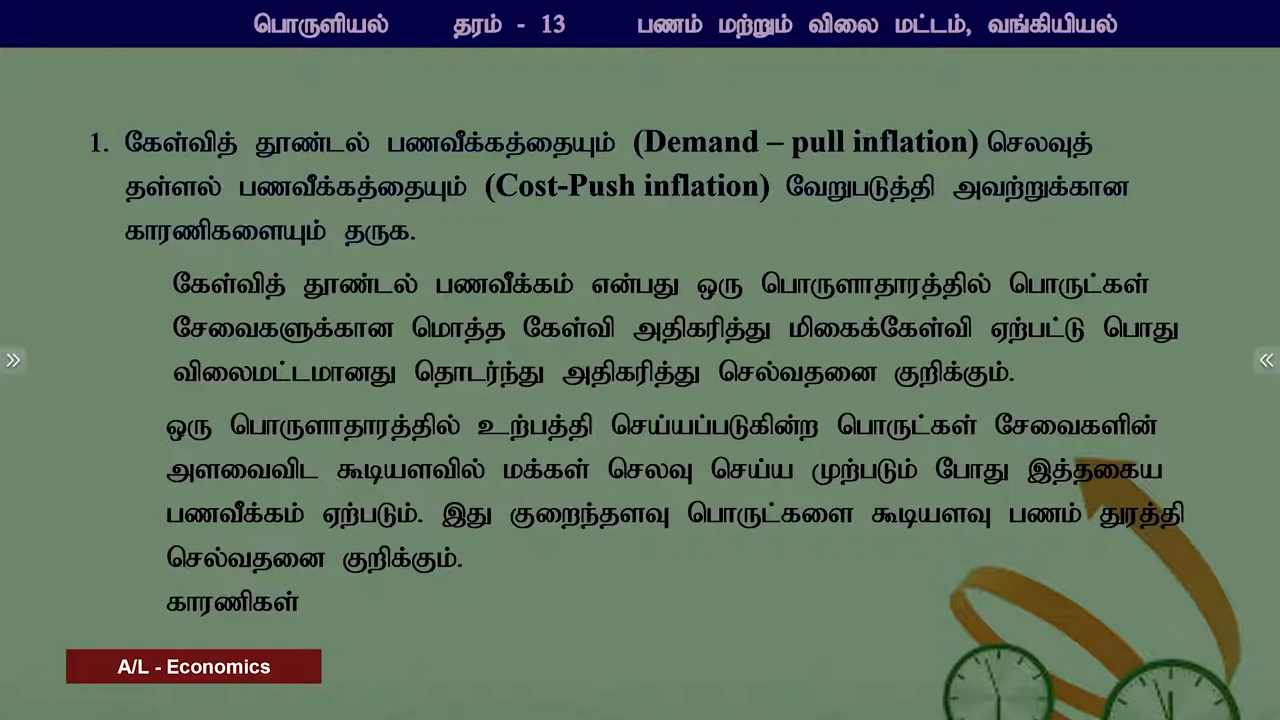 பொருளியல் தரம் - 13 பணம் மற்றும் விலை மட்டம், வங்கியியல்
1. கேள்வித் தூண்டல் பணவீக்கத்தையும் (Demand – pull inflation) செலவுத்
தள்ளல் பணவீக்கத்தையும் (Cost-Push inflation) வேறுபடுத்தி அவற்றுக்கான
காரணிகளையும் தருக.
கேள்வித் தூண்டல் பணவீக்கம் என்பது ஒரு பொருளாதாரத்தில் பொருட்கள்
சேவைகளுக்கான மொத்த கேள்வி அதிகரித்து மிகைக்கேள்வி ஏற்பட்டு பொது
விலைமட்டமானது தொடர்ந்து அதிகரித்து செல்வதனை குறிக்கும்.
ஒரு பொருளாதாரத்தில் உற்பத்தி செய்யப்படுகின்ற பொருட்கள் சேவைகளின்
அளவைவிட கூடியளவில் மக்கள் செலவு செய்ய முற்படும் போது இத்தகைய
பணவீக்கம் ஏற்படும். இது குறைந்தளவு பொருட்களை கூடியளவு பணம் துரத்தி
செல்வதனை குறிக்கும்.
காரணிகள்
A/L - Economics